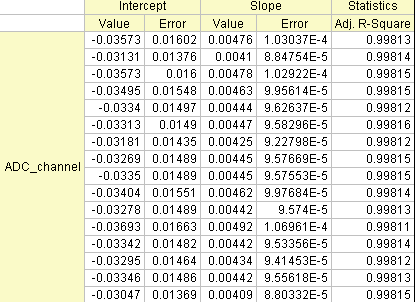 Intercept Slope Statistics
Value Error Value Error Adj. R-Square
-0.03573 0.01602 0.00476 1.03037E-4 0.99813
-0.03131 0.01376 0.0041 8.84754E-5 0.99814
-0.03573 0.016 0.00478 1.02922E-4 0.99815
-0.03495 0.01548 0.00463 9.95614E-5 0.99815
-0.0334 0.01497 0.00444 9.62637E-5 0.99812
-0.03313 0.0149 0.00447 9.58296E-5 0.99816
-0.03181 0.01435 0.00425 9.22798E-5 0.99812
-0.03269 0.01489 0.00445 9.57669E-5 0.99815
ADC_channel
-0.0335 0.01489 0.00445 9.57553E-5 0.99815
-0.03404 0.01551 0.00462 9.97684E-5 0.99814
-0.03278 0.01489 0.00442 9.574E-5 0.99813
-0.03693 0.01663 0.00492 1.06961E-4 0.99811
-0.03342 0.01482 0.00442 9.53356E-5 0.99814
-0.03295 0.01464 0.00434 9.41453E-5 0.99812
-0.03346 0.01486 0.00442 9.55618E-5 0.99813
-0.03047 0.01369 0.00409 8.80332E-5 0.99815